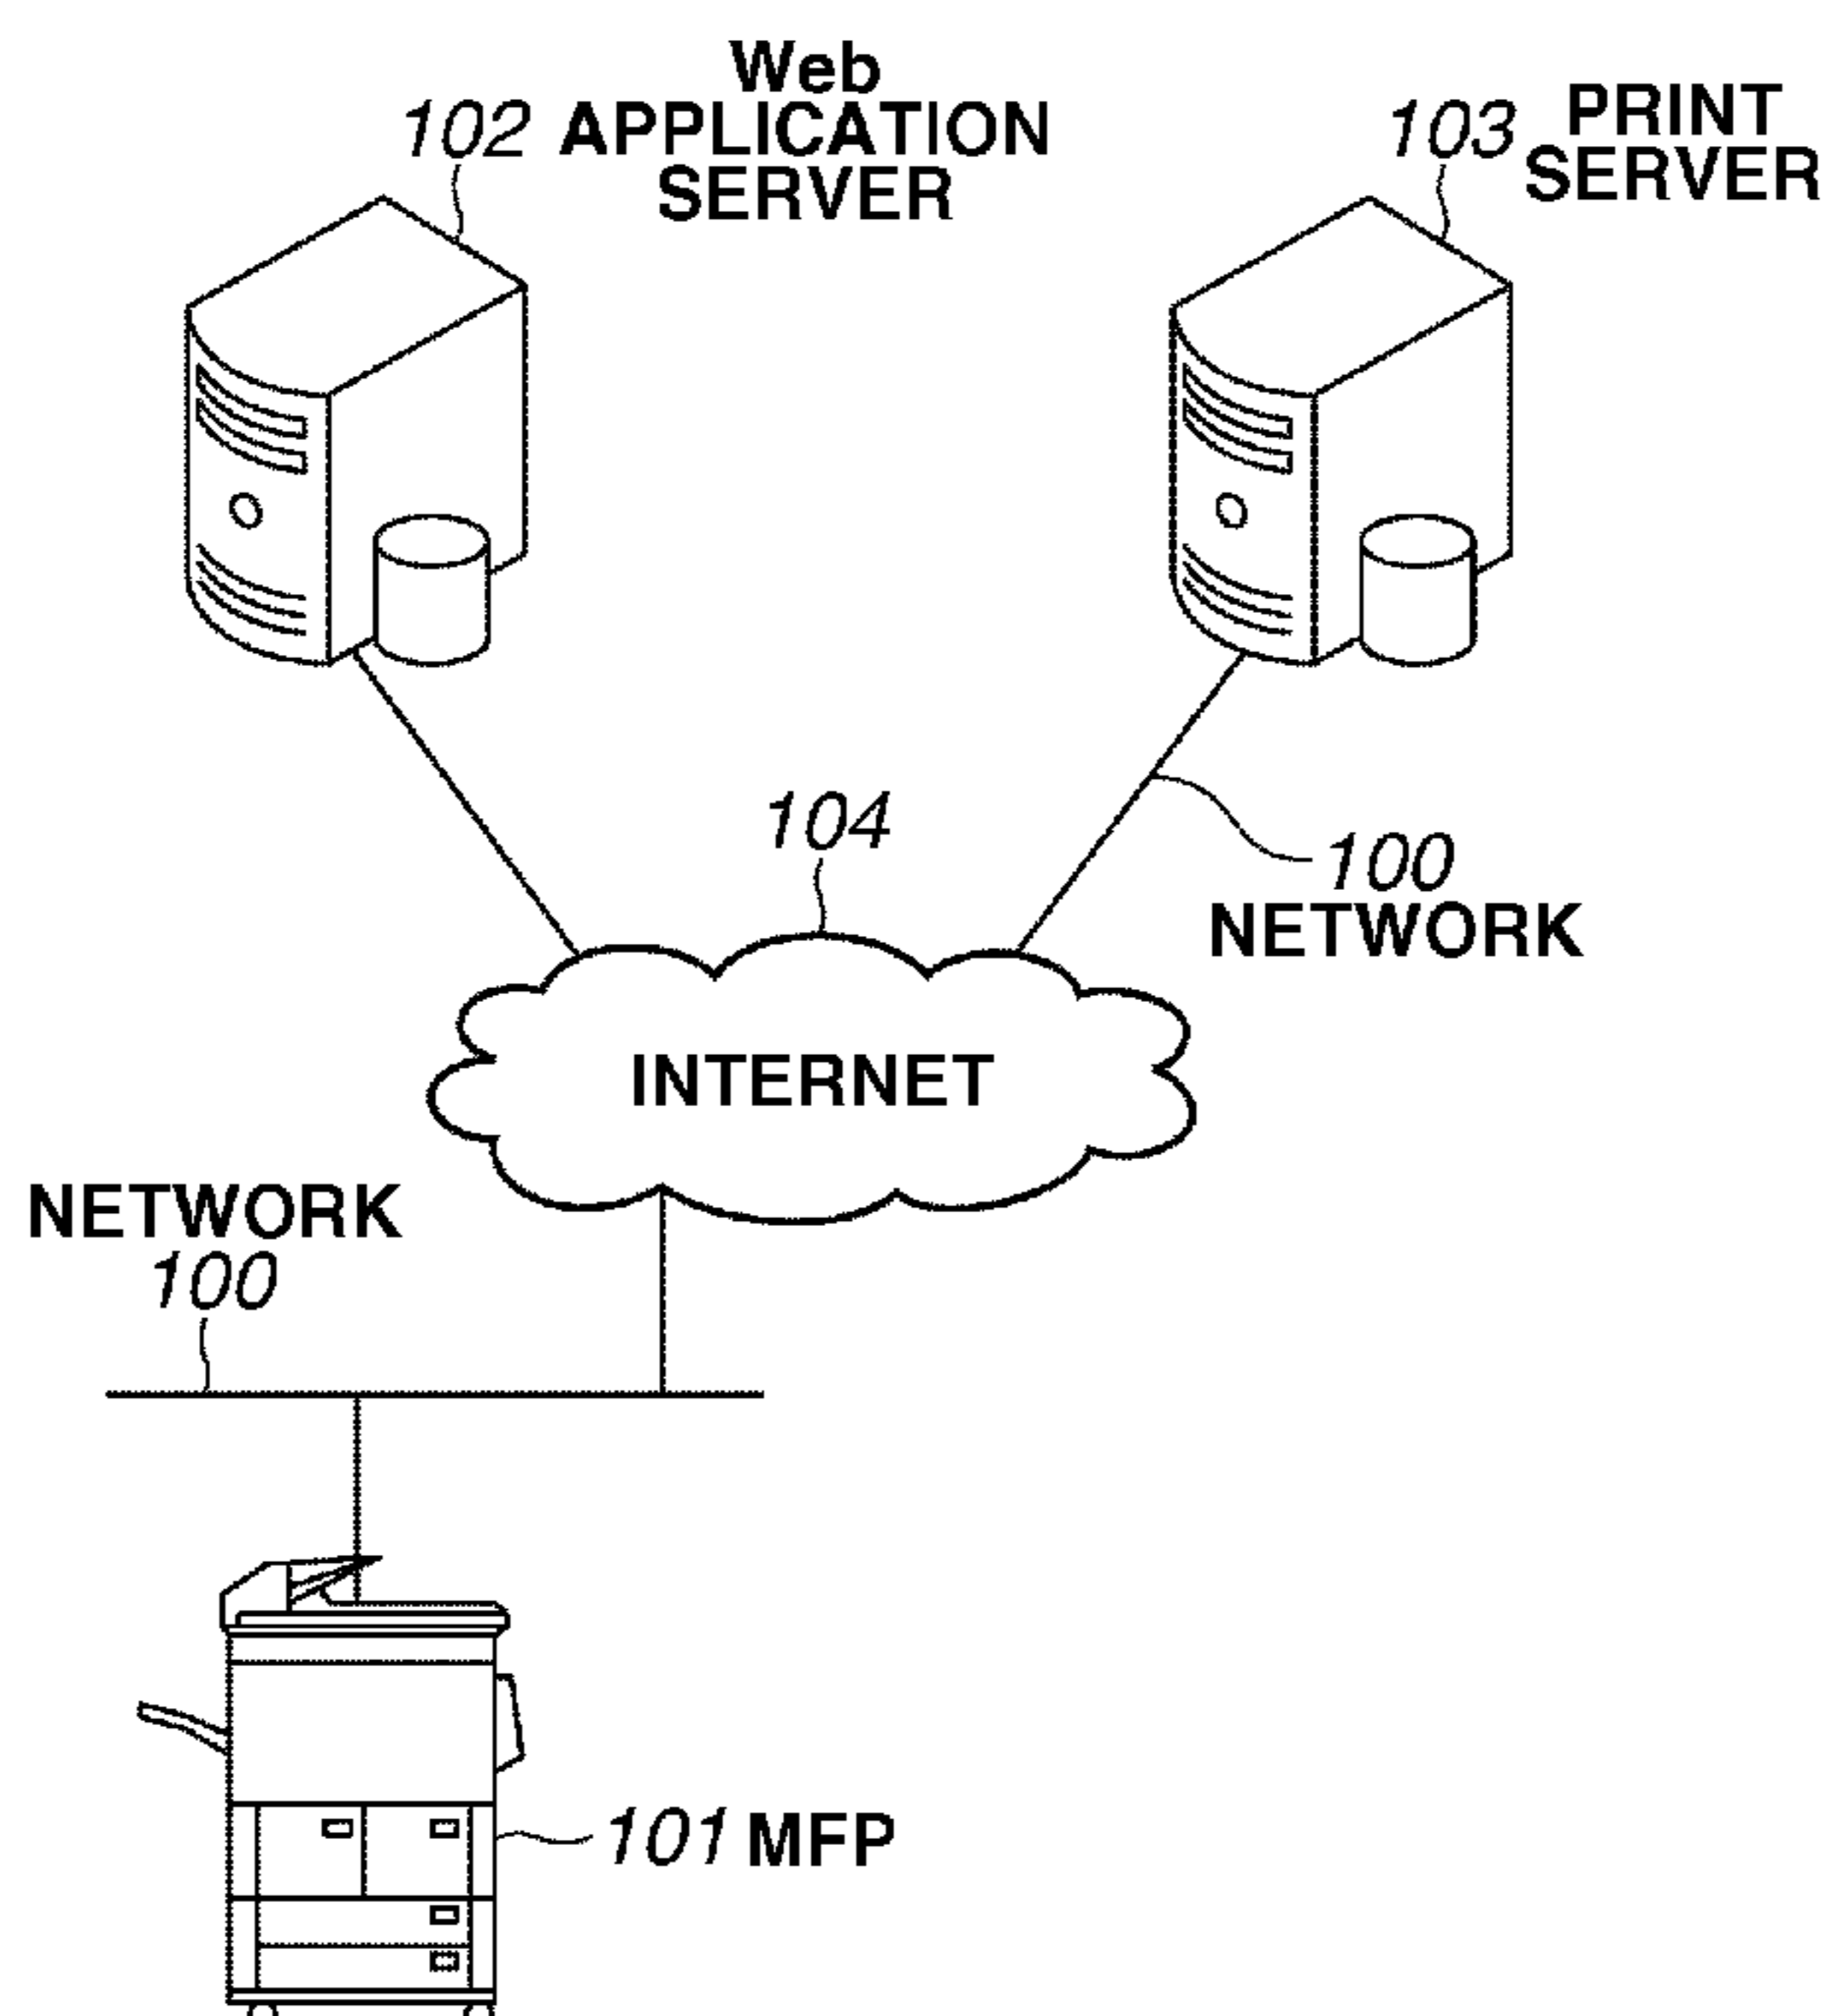 Web
102 APPLICATION
SERVER
103 PRINT
SERVER
104
100
NETWORK
INTERNET
NETWORK
100
101 MFP